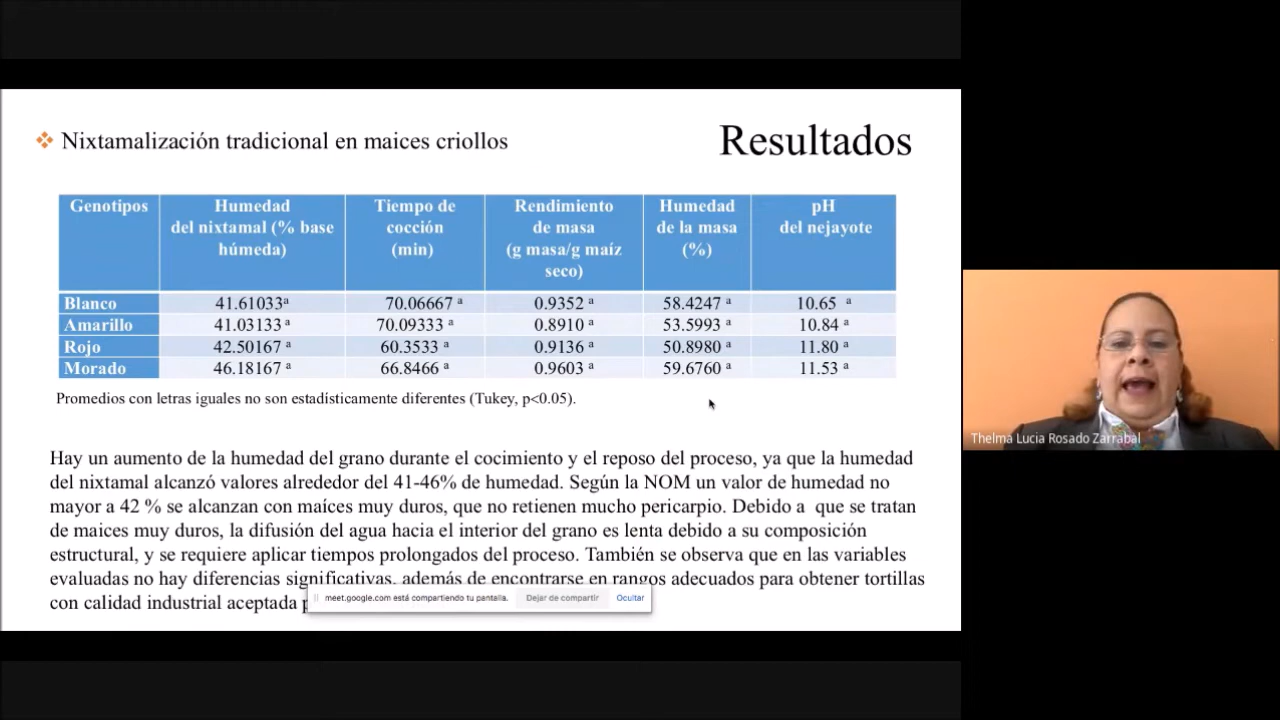 ❖ Nixtamalización tradicional en maices criollos
Resultados
Genotipos | Humedad del nixtamal (% base húmeda) | Tiempo de cocción (min) | Rendimiento de masa (g masa/g maíz seco) | Humedad de la masa (%) | pH del nejayote
Blanco | 41.61033ᵃ | 70.06667 ᵃ | 0.9352 ᵃ | 58.4247 ᵃ | 10.65 ᵃ
Amarillo | 41.03133 ᵃ | 70.09333 ᵃ | 0.8910 ᵃ | 53.5993 ᵃ | 10.84 ᵃ
Rojo | 42.50167 ᵃ | 60.3533 ᵃ | 0.9136 ᵃ | 50.8980 ᵃ | 11.80 ᵃ
Morado | 46.18167 ᵃ | 66.8466 ᵃ | 0.9603 ᵃ | 59.6760 ᵃ | 11.53 ᵃ
Promedios con letras iguales no son estadísticamente diferentes (Tukey, p<0.05).
Hay un aumento de la humedad del grano durante el cocimiento y el reposo del proceso, ya que la humedad
del nixtamal alcanzó valores alrededor del 41-46% de humedad. Según la NOM un valor de humedad no
mayor a 42 % se alcanzan con maíces muy duros, que no retienen mucho pericarpio. Debido a que se tratan
de maices muy duros, la difusión del agua hacia el interior del grano es lenta debido a su composición
estructural, y se requiere aplicar tiempos prolongados del proceso. También se observa que en las variables
evaluadas no hay diferencias significativas, además de encontrarse en rangos adecuados para obtener tortillas
con calidad industrial aceptada
meet.google.com está compartiendo tu pantalla.
Dejar de compartir
Ocultar
Thelma Lucia Rosado Zarrabal